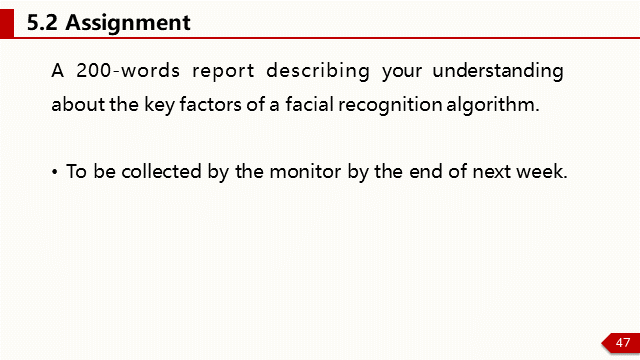 5.2 Assignment
A 200-words report describing your understanding
about the key factors of a facial recognition algorithm.
• To be collected by the monitor by the end of next week.
47